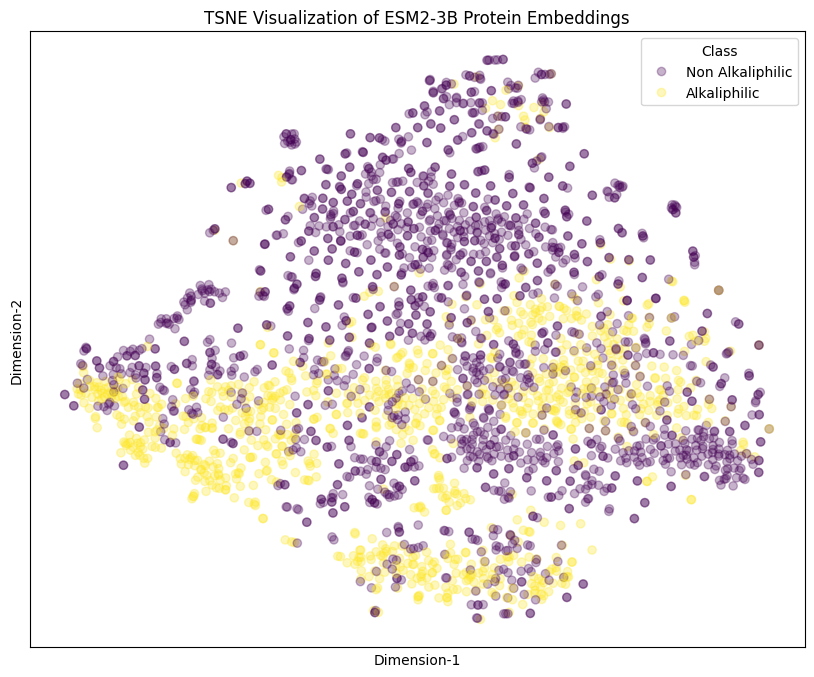 TSNE Visualization of ESM2-3B Protein Embeddings
Class
Non Alkaliphilic
Alkaliphilic
Dimension-2
Dimension-1